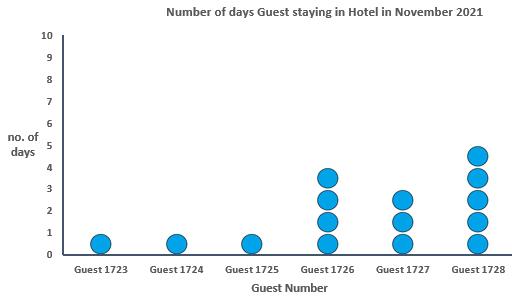 Number of days Guest staying in Hotel in November 2021
10
9
8
7
6
5
4
3
2
1
0
no. of
days
Guest 1723 Guest 1724 Guest 1725 Guest 1726 Guest 1727 Guest 1728
Guest Number